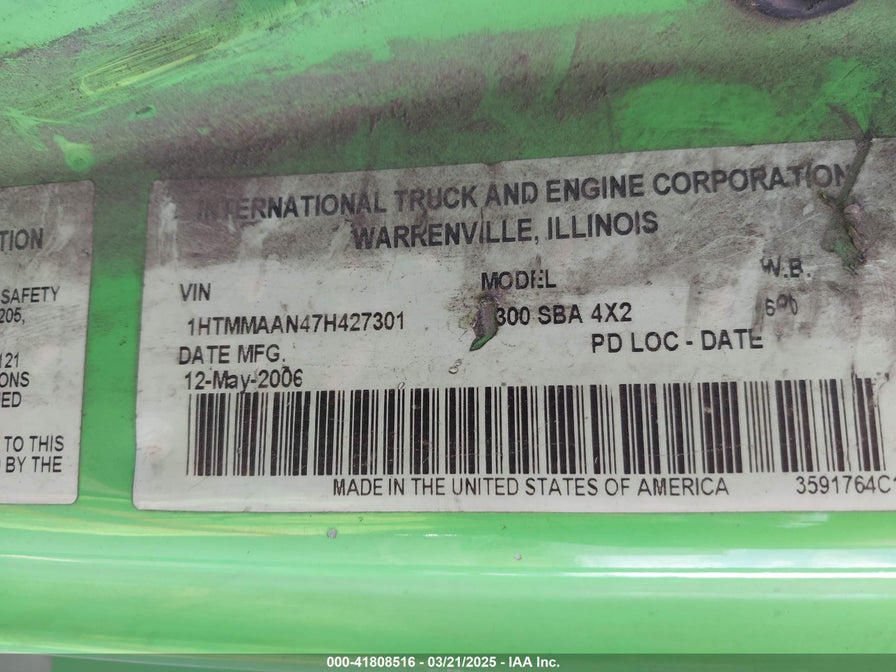 TION
SAFETY
205,
121
ONS
ED
TO THIS
BY THE
INTERNATIONAL TRUCK AND ENGINE CORPORATION
WARRENVILLE, ILLINOIS
VIN MODEL W.B.
1HTMMAAN47H427301 300 SBA 4X2
DATE MFG. PD LOC - DATE
12-May-2006
MADE IN THE UNITED STATES OF AMERICA 3591764C1
000-41808516 - 03/21/2025 - IAA Inc.